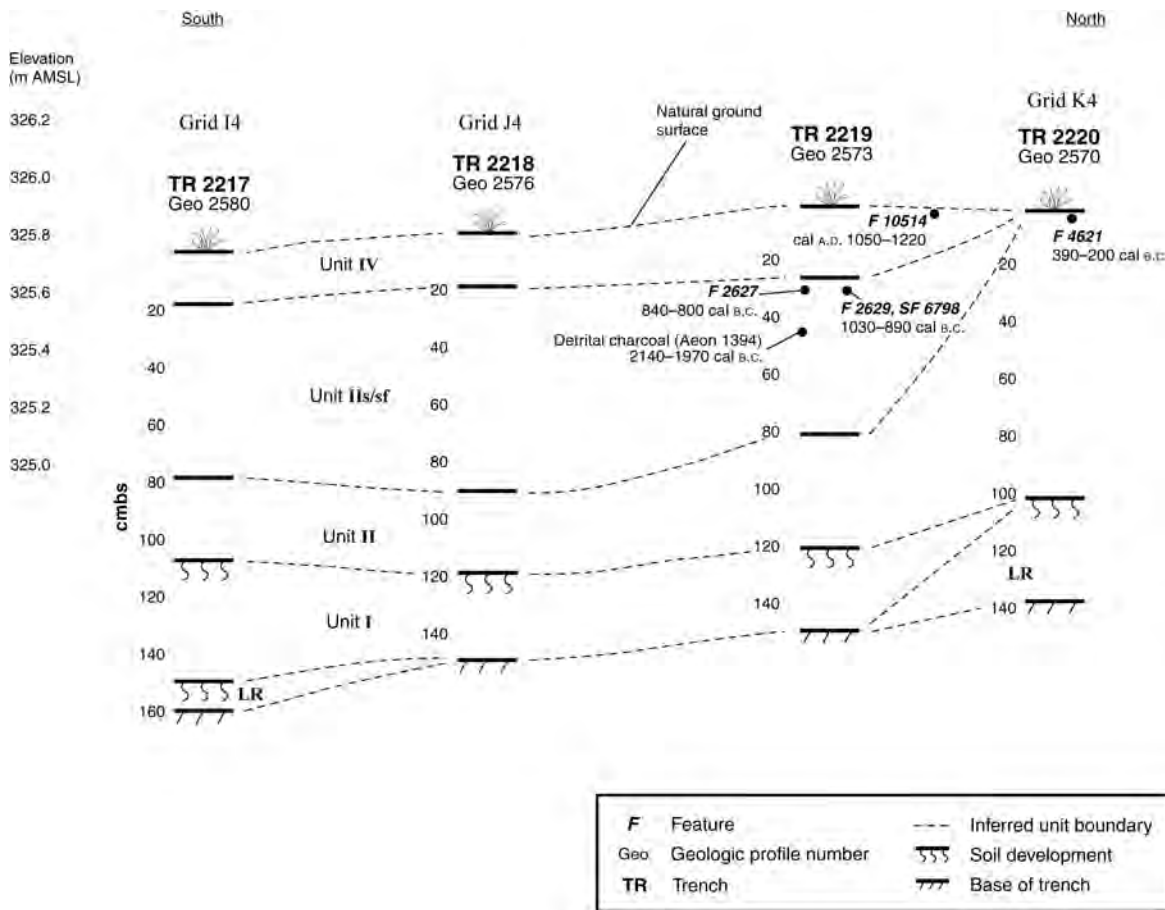 South
North
Elevation
(m AMSL)
326.2
326.0
325.8
325.6
325.4
325.2
325.0
Grid I4
TR 2217
Geo 2580
Grid J4
TR 2218
Geo 2576
Natural ground
surface
TR 2219
Geo 2573
Grid K4
TR 2220
Geo 2570
F 10514
cal A.D. 1050–1220
F 4621
390–200 cal B.C.
Unit IV
F 2627
840–800 cal B.C.
F 2629, SF 6798
1030–890 cal B.C.
Detrital charcoal (Aeon 1394)
2140–1970 cal B.C.
Unit IIs/sf
Unit II
Unit I
LR
LR
cmbs
20
40
60
80
100
120
140
160
20
40
60
80
100
120
140
20
40
60
80
100
120
140
20
40
60
80
100
120
140
F Feature
Geo Geologic profile number
TR Trench
Inferred unit boundary
Soil development
Base of trench